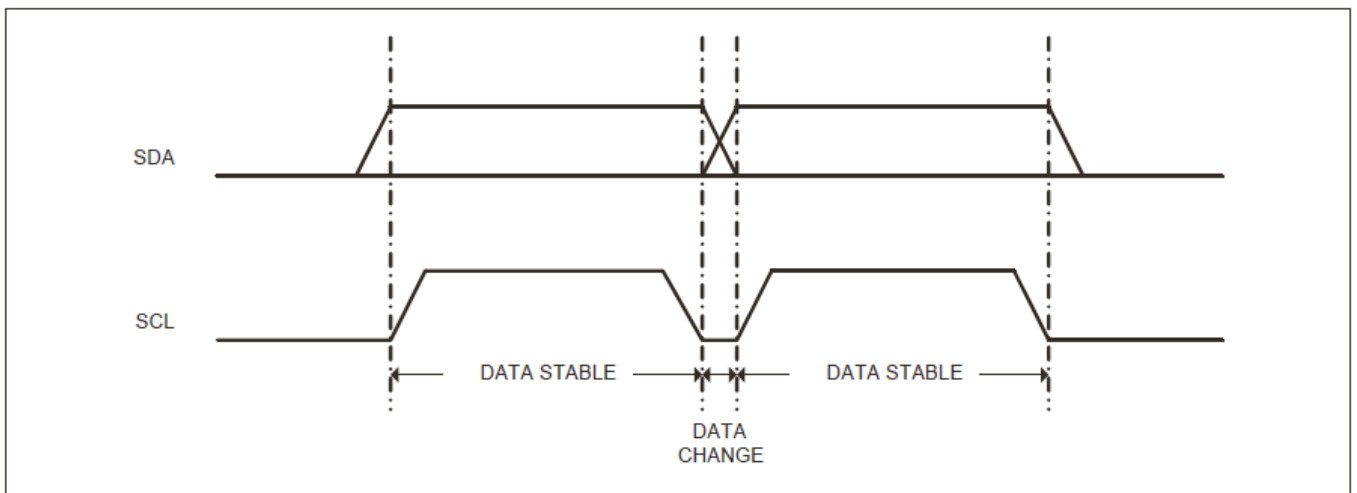 SDA
SCL
DATA STABLE
DATA STABLE
DATA
CHANGE